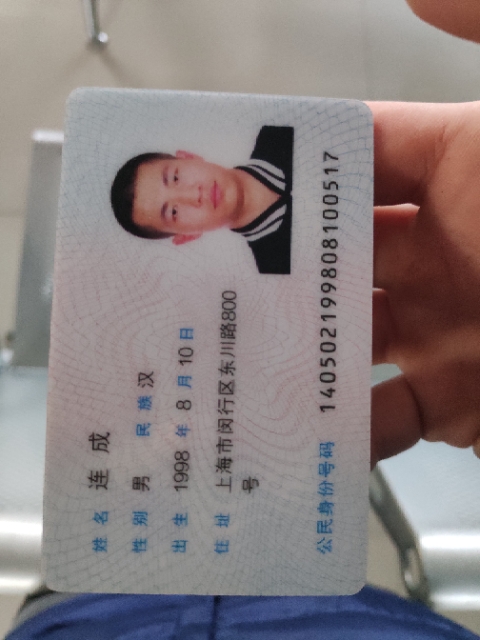 姓名 连成
性别 男 民族 汉
出生 1998 年 8 月 10 日
住址 上海市闵行区东川路800
号
公民身份号码 140502199808100517